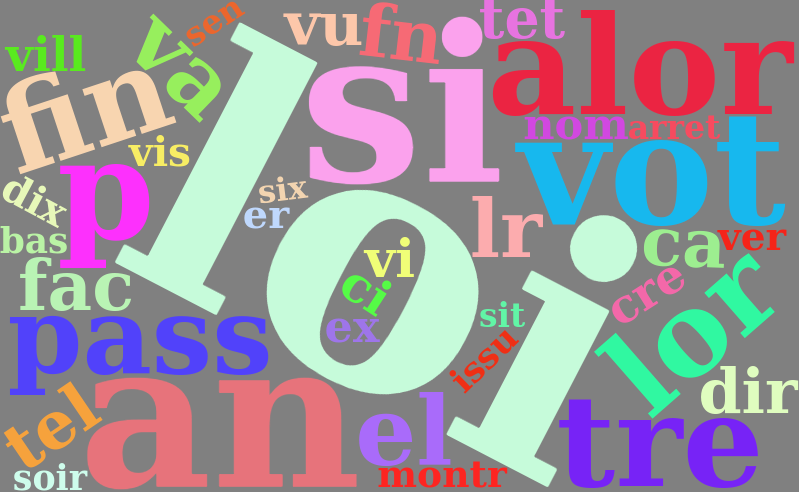 sen
vu
fn
tet
va
vill
loi
si
alor
fin
nom
arret
vis
vot
p
dix
six
er
lr
bas
ca
ver
vi
fac
ci
cre
lor
pass
ex
sit
issu
an
dir
tel
el
tre
soir
montr